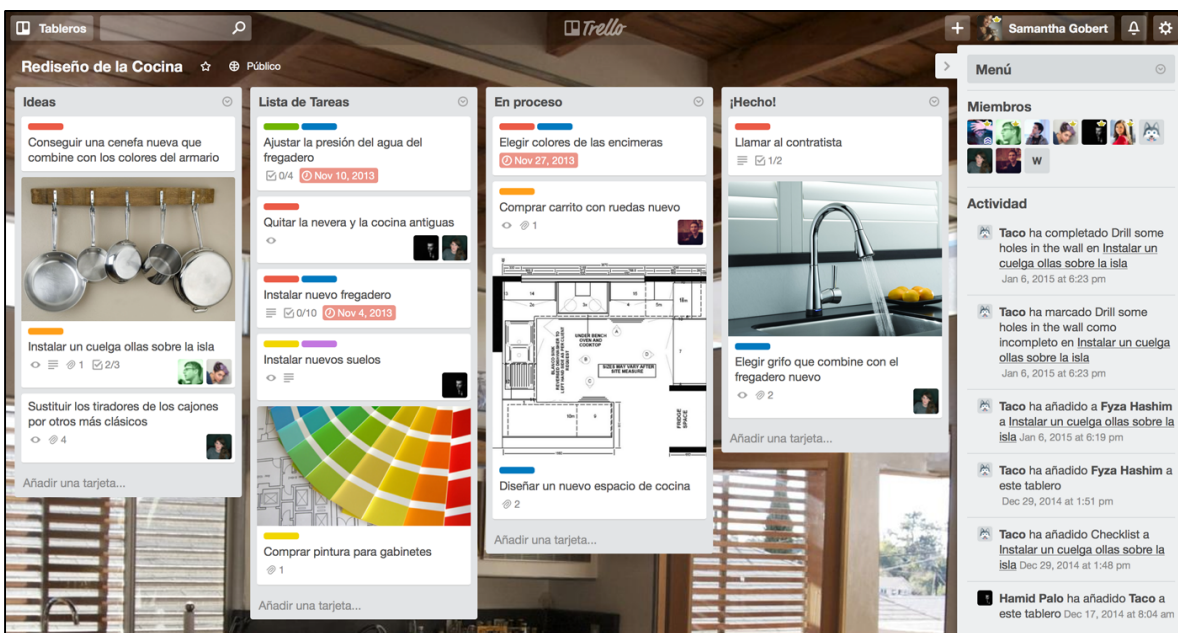 Tableros
Trello
Samantha Gobert
Rediseño de la Cocina
Público
Ideas
Conseguir una cenefa nueva que
combine con los colores del armario
Instalar un cuelga ollas sobre la isla
1 2/3
Sustituir los tiradores de los cajones
por otros más clásicos
4
Añadir una tarjeta...
Lista de Tareas
Ajustar la presión del agua del
fregadero
0/4 Nov 10, 2013
Quitar la nevera y la cocina antiguas
Instalar nuevo fregadero
0/10 Nov 4, 2013
Instalar nuevos suelos
Comprar pintura para gabinetes
1
Añadir una tarjeta...
En proceso
Elegir colores de las encimeras
Nov 27, 2013
Comprar carrito con ruedas nuevo
1
UNDER BENCH
OVEN AND
COOKTOP
SIZES MAY VARY AFTER
SITE MEASURE
FRIDGE
SPACE
Diseñar un nuevo espacio de cocina
2
Añadir una tarjeta...
¡Hecho!
Llamar al contratista
1/2
Elegir grifo que combine con el
fregadero nuevo
2
Añadir una tarjeta...
Menú
Miembros
W
Actividad
Taco ha completado Drill some
holes in the wall en Instalar un
cuelga ollas sobre la isla
Jan 6, 2015 at 6:23 pm
Taco ha marcado Drill some
holes in the wall como
incompleto en Instalar un cuelga
ollas sobre la isla
Jan 6, 2015 at 6:23 pm
Taco ha añadido a Fyza Hashim
a Instalar un cuelga ollas sobre la
isla Jan 6, 2015 at 6:19 pm
Taco ha añadido Fyza Hashim a
este tablero
Dec 29, 2014 at 1:51 pm
Taco ha añadido Checklist a
Instalar un cuelga ollas sobre la
isla Dec 29, 2014 at 1:48 pm
Hamid Palo ha añadido Taco a
este tablero Dec 17, 2014 at 8:04 am